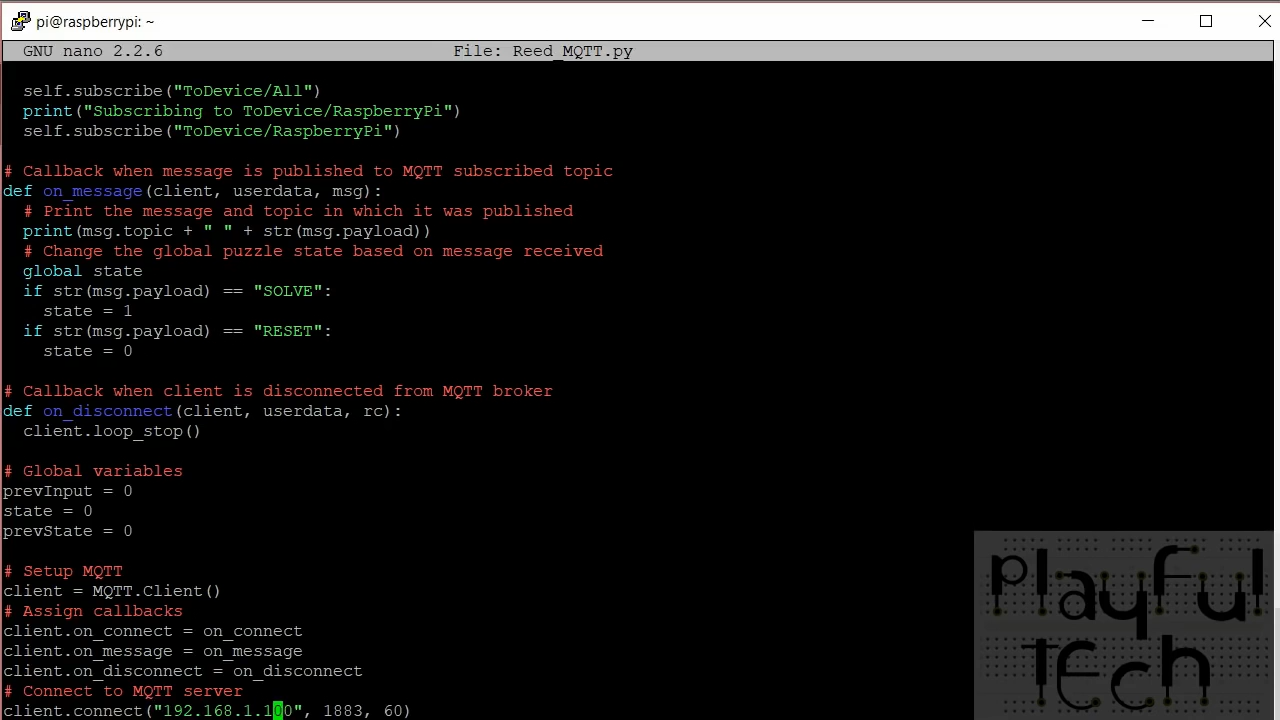 pi@raspberrypi: ~
GNU nano 2.2.6 File: Reed_MQTT.py
self.subscribe("ToDevice/All")
print("Subscribing to ToDevice/RaspberryPi")
self.subscribe("ToDevice/RaspberryPi")
# Callback when message is published to MQTT subscribed topic
def on_message(client, userdata, msg):
# Print the message and topic in which it was published
print(msg.topic + " " + str(msg.payload))
# Change the global puzzle state based on message received
global state
if str(msg.payload) == "SOLVE":
state = 1
if str(msg.payload) == "RESET":
state = 0
# Callback when client is disconnected from MQTT broker
def on_disconnect(client, userdata, rc):
client.loop_stop()
# Global variables
prevInput = 0
state = 0
prevState = 0
# Setup MQTT
client = MQTT.Client()
# Assign callbacks
client.on_connect = on_connect
client.on_message = on_message
client.on_disconnect = on_disconnect
# Connect to MQTT server
client.connect("192.168.1.100", 1883, 60)
playful
TECh